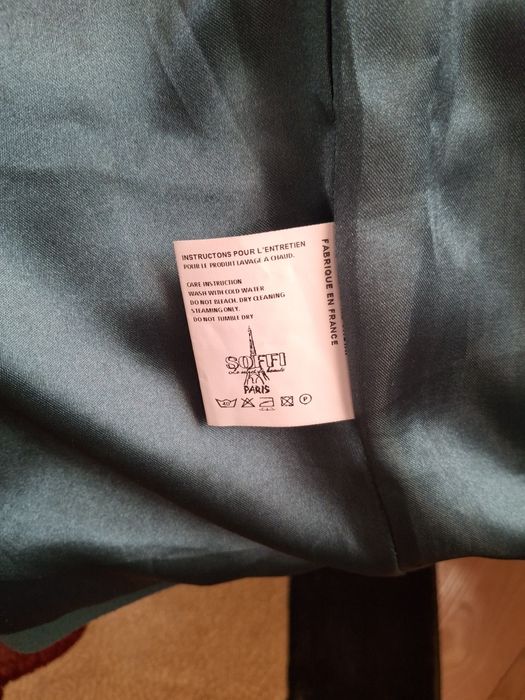 INSTRUCTONS POUR L'ENTRETIEN
POUR LE PRODUIT LAVAGE A CHAUD.
CARE INSTRUCTION
WASH WITH COLD WATER
DO NOT BLEACH. DRY CLEANING
STEAMING ONLY.
DO NOT TUMBLE DRY
SOFFI
PARIS
P
FABRIQUE EN FRANCE